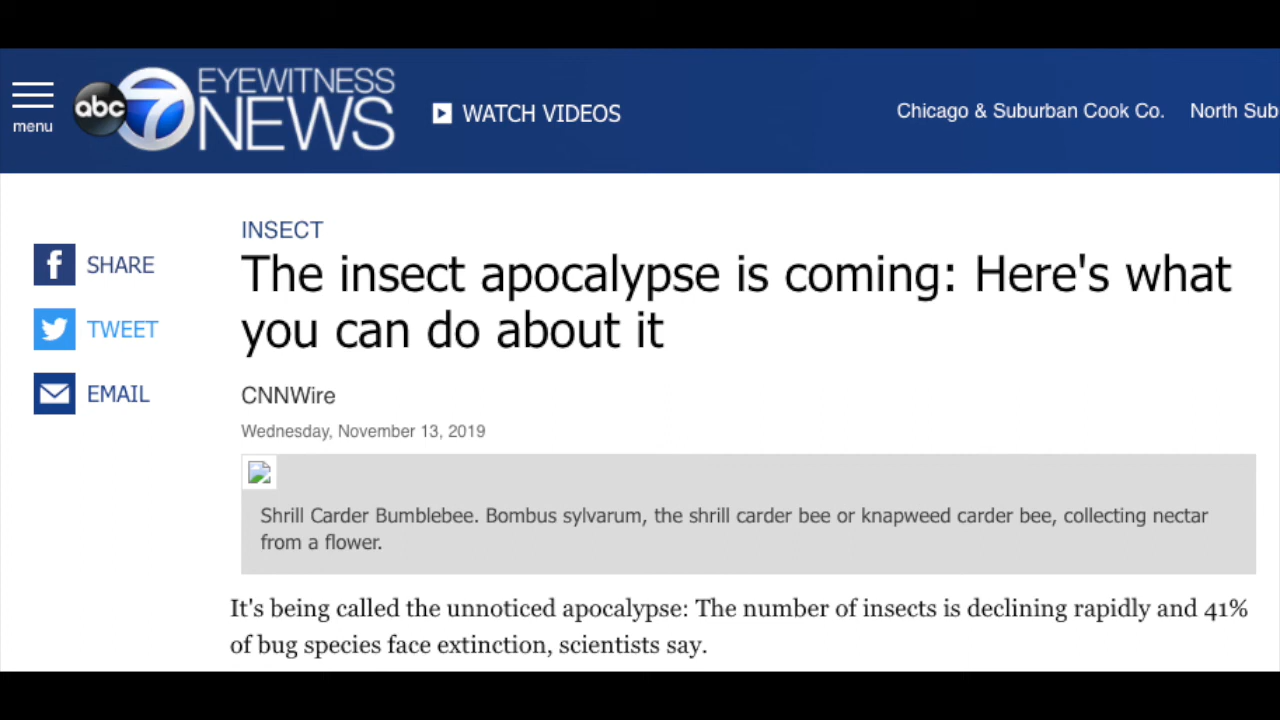 menu
abc 7 EYEWITNESS
NEWS
WATCH VIDEOS
Chicago & Suburban Cook Co.
North Sub
SHARE
TWEET
EMAIL
INSECT
The insect apocalypse is coming: Here's what
you can do about it
CNNWire
Wednesday, November 13, 2019
Shrill Carder Bumblebee. Bombus sylvarum, the shrill carder bee or knapweed carder bee, collecting nectar
from a flower.
It's being called the unnoticed apocalypse: The number of insects is declining rapidly and 41%
of bug species face extinction, scientists say.